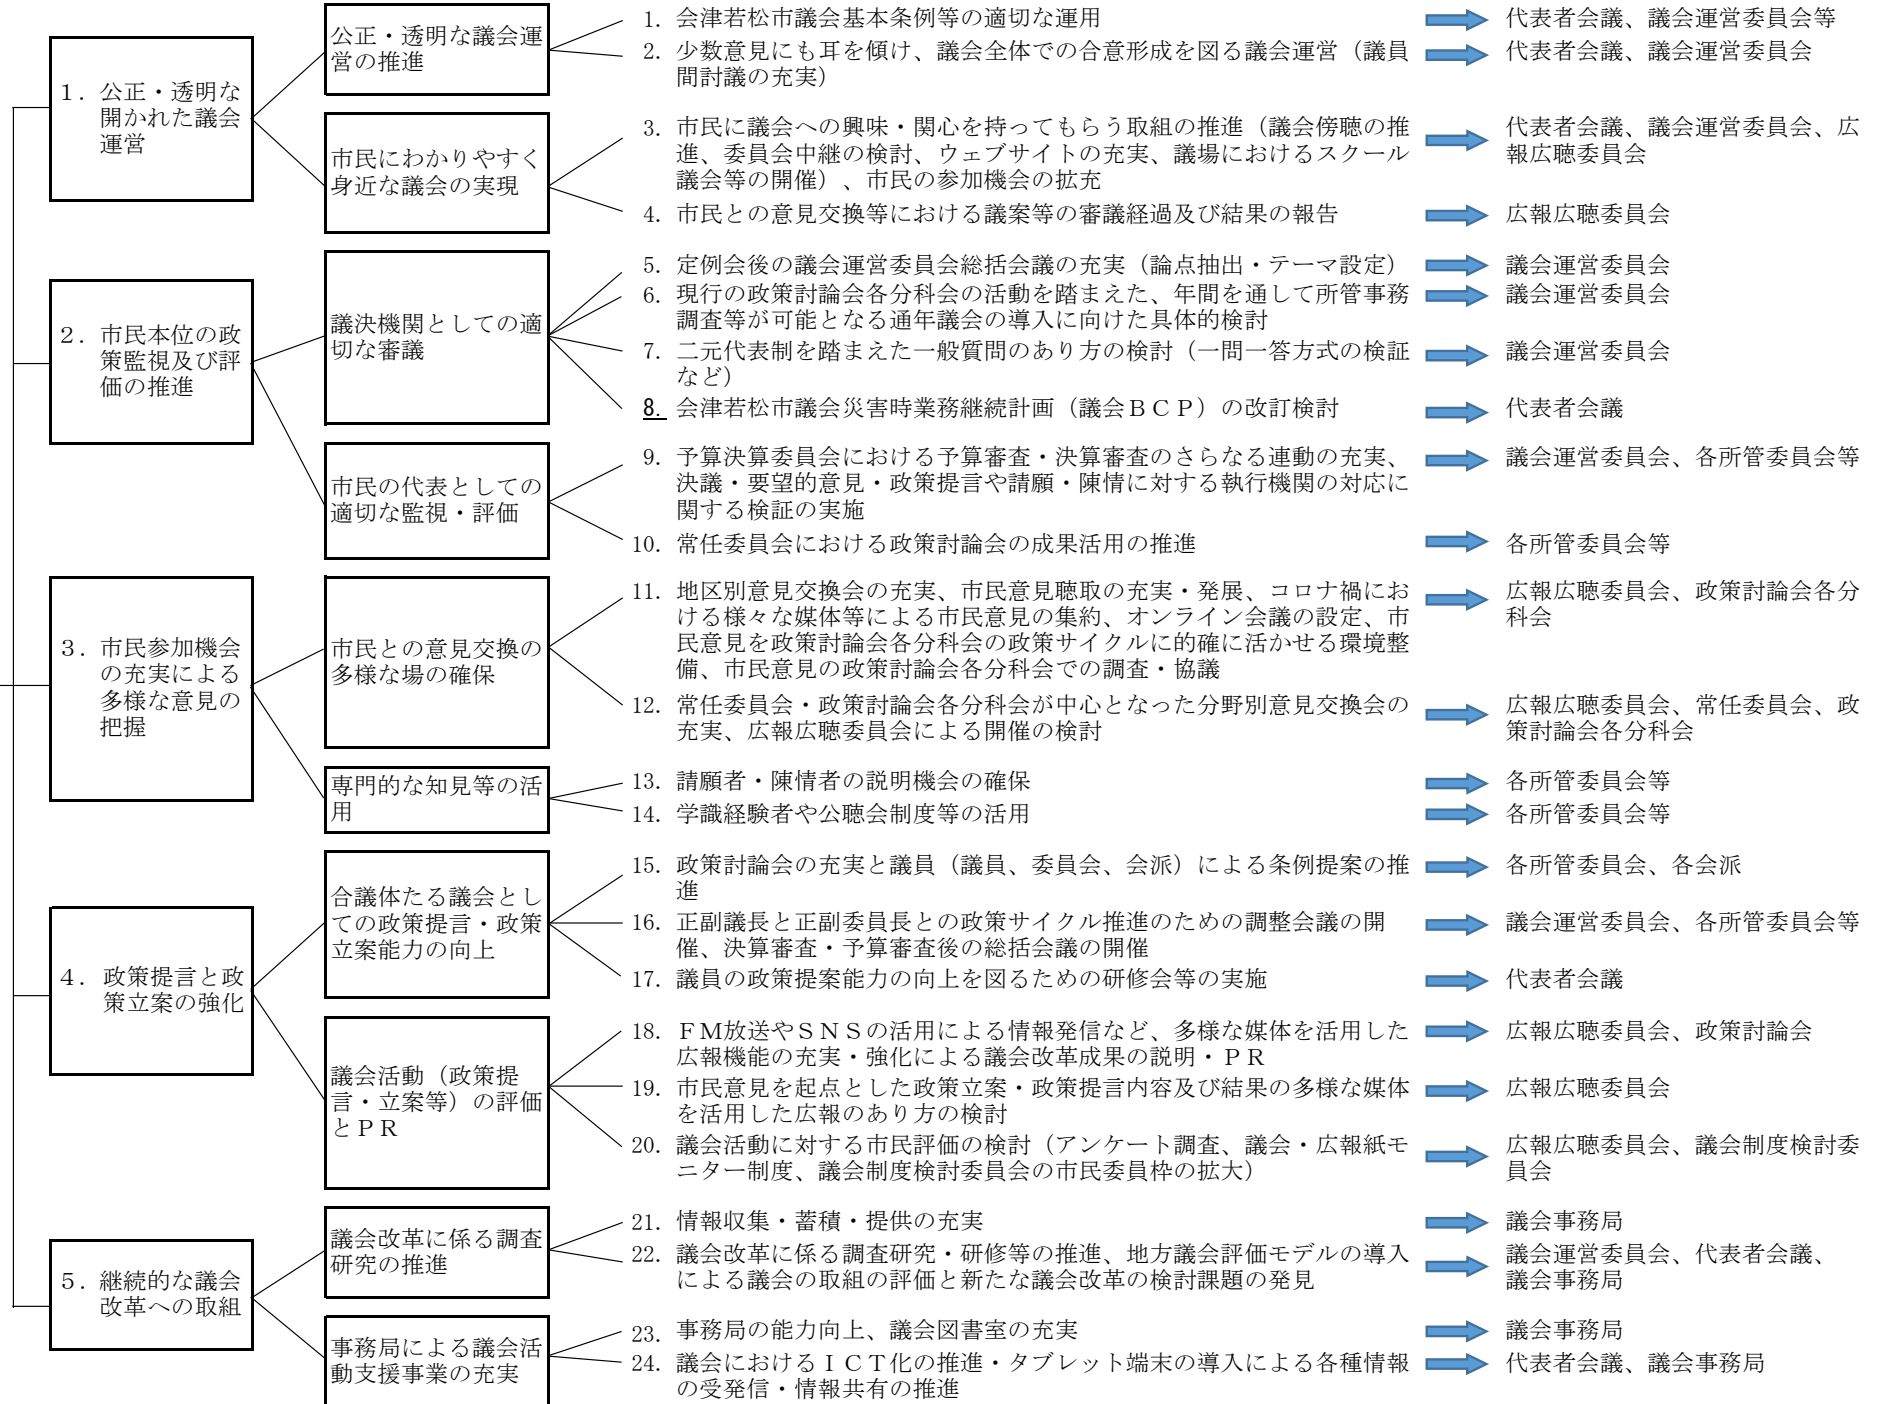 1．公正・透明な
開かれた議会
運営
公正・透明な議会運
営の推進
1. 会津若松市議会基本条例等の適切な運用
代表者会議、議会運営委員会等
2. 少数意見にも耳を傾け、議会全体での合意形成を図る議会運営（議員
間討議の充実）
代表者会議、議会運営委員会
市民にわかりやすく
身近な議会の実現
3. 市民に議会への興味・関心を持ってもらう取組の推進（議会傍聴の推
進、委員会中継の検討、ウェブサイトの充実、議場におけるスクール
議会等の開催）、市民の参加機会の拡充
代表者会議、議会運営委員会、広
報広聴委員会
4. 市民との意見交換等における議案等の審議経過及び結果の報告
広報広聴委員会
2．市民本位の政
策監視及び評
価の推進
議決機関としての適
切な審議
5. 定例会後の議会運営委員会総括会議の充実（論点抽出・テーマ設定）
議会運営委員会
6. 現行の政策討論会各分科会の活動を踏まえた、年間を通して所管事務
調査等が可能となる通年議会の導入に向けた具体的検討
議会運営委員会
7. 二元代表制を踏まえた一般質問のあり方の検討（一問一答方式の検証
など）
議会運営委員会
8. 会津若松市議会災害時業務継続計画（議会ＢＣＰ）の改訂検討
代表者会議
市民の代表としての
適切な監視・評価
9. 予算決算委員会における予算審査・決算審査のさらなる連動の充実、
決議・要望的意見・政策提言や請願・陳情に対する執行機関の対応に
関する検証の実施
議会運営委員会、各所管委員会等
10. 常任委員会における政策討論会の成果活用の推進
各所管委員会等
3．市民参加機会
の充実による
多様な意見の
把握
市民との意見交換の
多様な場の確保
11. 地区別意見交換会の充実、市民意見聴取の充実・発展、コロナ禍にお
ける様々な媒体等による市民意見の集約、オンライン会議の設定、市
民意見を政策討論会各分科会の政策サイクルに的確に活かせる環境整
備、市民意見の政策討論会各分科会での調査・協議
広報広聴委員会、政策討論会各分
科会
12. 常任委員会・政策討論会各分科会が中心となった分野別意見交換会の
充実、広報広聴委員会による開催の検討
広報広聴委員会、常任委員会、政
策討論会各分科会
専門的な知見等の活
用
13. 請願者・陳情者の説明機会の確保
各所管委員会等
14. 学識経験者や公聴会制度等の活用
各所管委員会等
4．政策提言と政
策立案の強化
合議体たる議会とし
ての政策提言・政策
立案能力の向上
15. 政策討論会の充実と議員（議員、委員会、会派）による条例提案の推
進
各所管委員会、各会派
16. 正副議長と正副委員長との政策サイクル推進のための調整会議の開
催、決算審査・予算審査後の総括会議の開催
議会運営委員会、各所管委員会等
17. 議員の政策提案能力の向上を図るための研修会等の実施
代表者会議
議会活動（政策提
言・立案等）の評価
とＰＲ
18. ＦＭ放送やＳＮＳの活用による情報発信など、多様な媒体を活用した
広報機能の充実・強化による議会改革成果の説明・ＰＲ
広報広聴委員会、政策討論会
19. 市民意見を起点とした政策立案・政策提言内容及び結果の多様な媒体
を活用した広報のあり方の検討
広報広聴委員会
20. 議会活動に対する市民評価の検討（アンケート調査、議会・広報紙モ
ニター制度、議会制度検討委員会の市民委員枠の拡大）
広報広聴委員会、議会制度検討委
員会
5．継続的な議会
改革への取組
議会改革に係る調査
研究の推進
21. 情報収集・蓄積・提供の充実
議会事務局
22. 議会改革に係る調査研究・研修等の推進、地方議会評価モデルの導入
による議会の取組の評価と新たな議会改革の検討課題の発見
議会運営委員会、代表者会議、
議会事務局
事務局による議会活
動支援事業の充実
23. 事務局の能力向上、議会図書室の充実
議会事務局
24. 議会におけるＩＣＴ化の推進・タブレット端末の導入による各種情報
の受発信・情報共有の推進
代表者会議、議会事務局